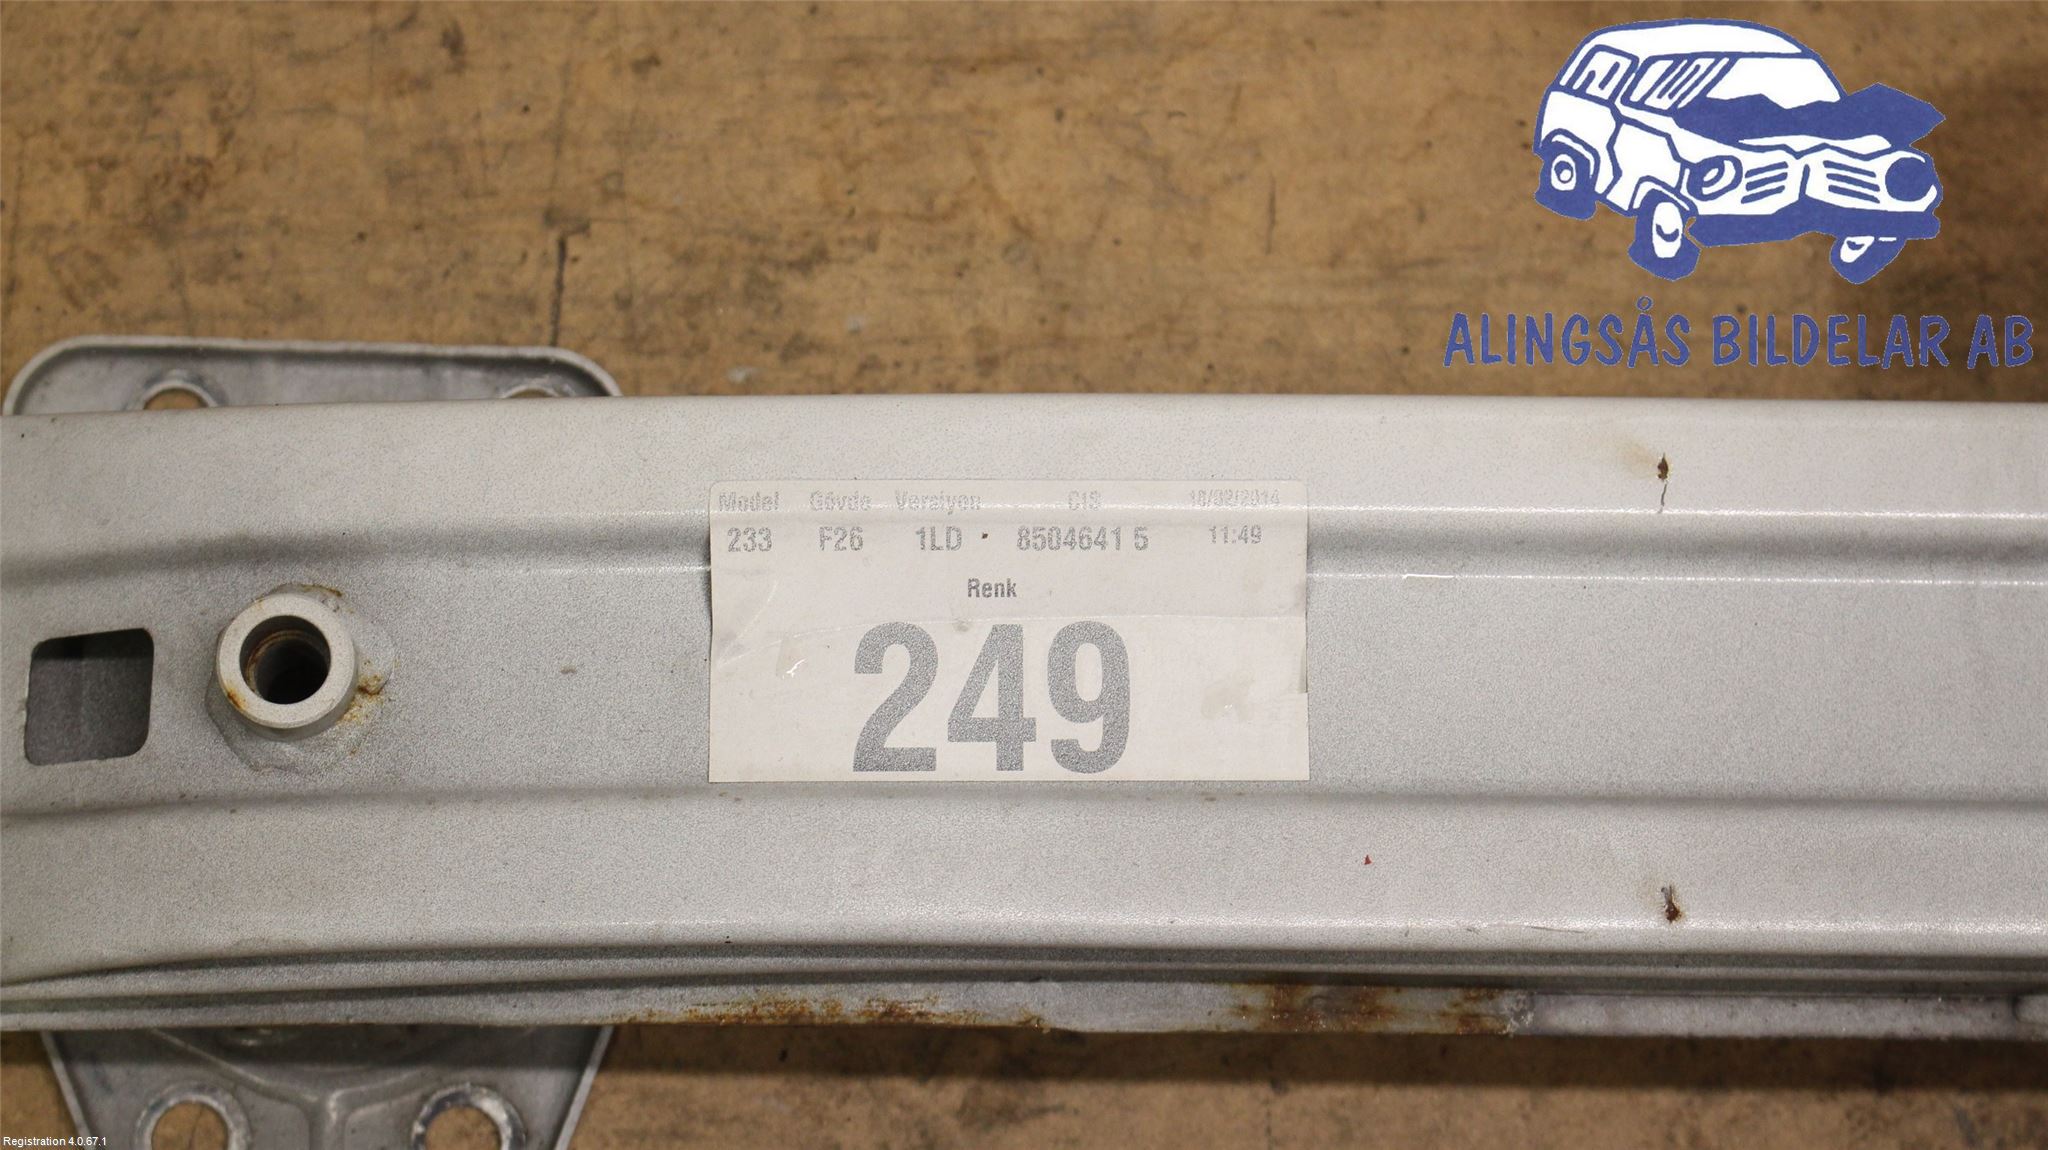 ALINGSÅS BILDELAR AB
Model Gövde Versiyon CIS 18/02/2014
233 F26 1LD 8504641 5 11:49
Renk
249
Registration 4.0.67.1